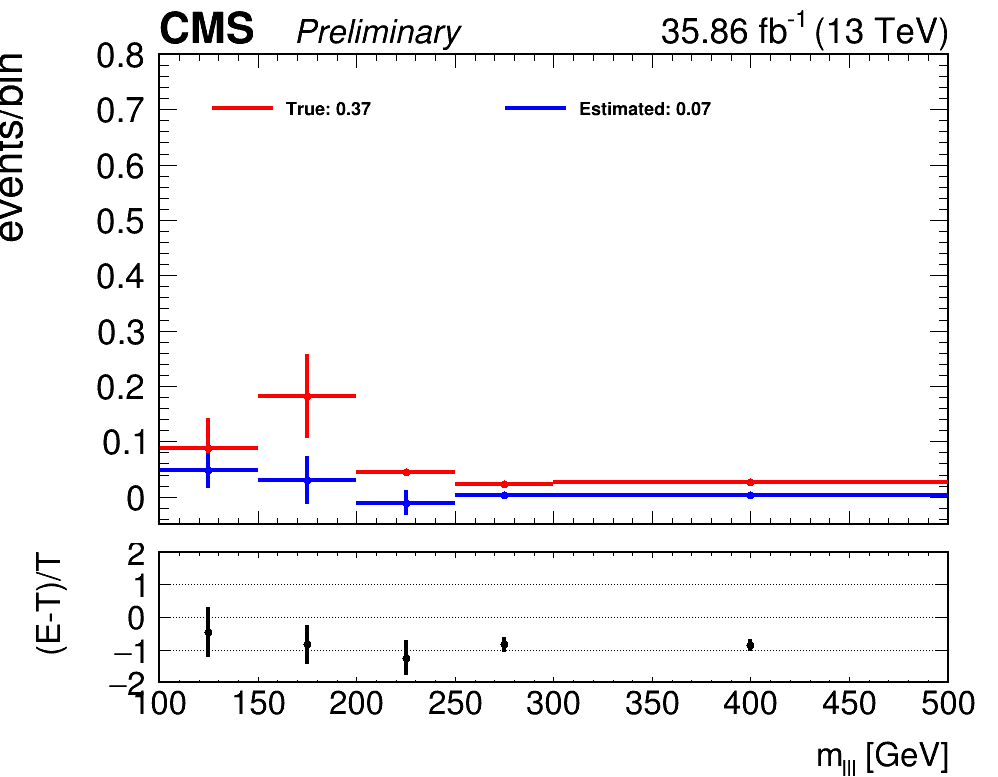 CMS Preliminary 35.86 fb-1 (13 TeV)
events/bin
True: 0.37 Estimated: 0.07
0.8
0.7
0.6
0.5
0.4
0.3
0.2
0.1
0
(E-T)/T
2
1
0
−1
−2
100 150 200 250 300 350 400 450 500
mlll [GeV]